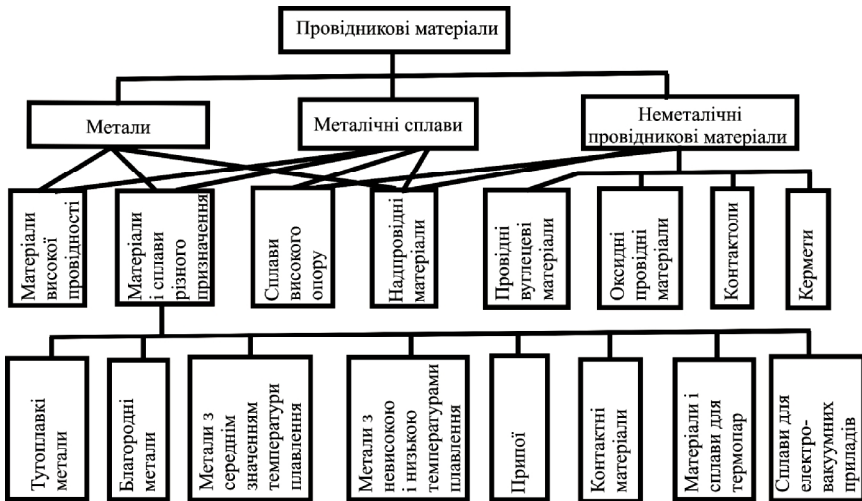 Провідникові матеріали
Метали
Металічні сплави
Неметалічні
провідникові матеріали
Матеріали
високої
провідності
Матеріали
і сплави
різного
призначення
Сплави
високого
опору
Надпровідні
матеріали
Провідні
вуглецеві
матеріали
Оксидні
провідні
матеріали
Контактоли
Кермети
Тугоплавкі
метали
Благородні
метали
Метали з
середнім
значенням
температури
плавлення
Метали з
невисокою
і низькою
температурами
плавлення
Припої
Контактні
матеріали
Матеріали і
сплави для
термопар
Сплави для
електро-
вакуумних
приладів